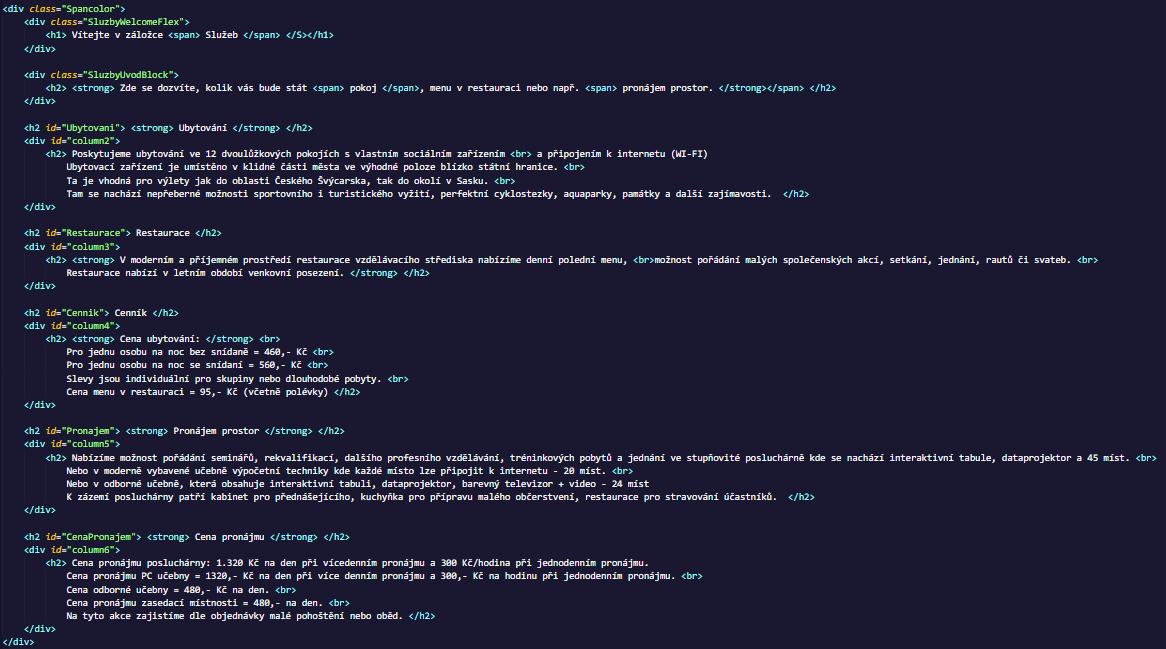 <div class="Spancolor">
<div class="SluzbyWelcomeFlex">
<h1> Vítejte v záložce <span> Služeb </span> </S></h1>
</div>
<div class="SluzbyUvodBlock">
<h2> <strong> Zde se dozvíte, kolik vás bude stát <span> pokoj </span>, menu v restauraci nebo např. <span> pronájem prostor. </strong></span> </h2>
</div>
<h2 id="Ubytovani"> <strong> Ubytování </strong> </h2>
<div id="column2">
<h2> Poskytujeme ubytování ve 12 dvoulůžkových pokojích s vlastním sociálním zařízením <br> a připojením k internetu (WI-FI)
Ubytovací zařízení je umístěno v klidné části města ve výhodné poloze blízko státní hranice. <br>
Ta je vhodná pro výlety jak do oblasti Českého Švýcarska, tak do okolí v Sasku. <br>
Tam se nachází nepřeberné možnosti sportovního i turistického vyžití, perfektní cyklostezky, aquaparky, památky a další zajímavosti.  </h2>
</div>
<h2 id="Restaurace"> Restaurace </h2>
<div id="column3">
<h2> <strong> V moderním a příjemném prostředí restaurace vzdělávacího střediska nabízíme denní polední menu, <br>možnost pořádání malých společenských akcí, setkání, jednání, rautů či svateb. <br>
Restaurace nabízí v letním období venkovní posezení. </strong> </h2>
</div>
<h2 id="Cennik"> Cenník </h2>
<div id="column4">
<h2> <strong> Cena ubytování: </strong> <br>
Pro jednu osobu na noc bez snídaně = 460,- Kč <br>
Pro jednu osobu na noc se snídaní = 560,- Kč <br>
Slevy jsou individuální pro skupiny nebo dlouhodobé pobyty. <br>
Cena menu v restauraci = 95,- Kč (včetně polévky) </h2>
</div>
<h2 id="Pronajem"> <strong> Pronájem prostor </strong> </h2>
<div id="column5">
<h2> Nabízíme možnost pořádání seminářů, rekvalifikací, dalšího profesního vzdělávání, tréninkových pobytů a jednání ve stupňovité posluchárně kde se nachází interaktivní tabule, dataprojektor a 45 míst. <br>
Nebo v moderně vybavené učebně výpočetní techniky kde každé místo lze připojit k internetu - 20 míst. <br>
Nebo v odborné učebně, která obsahuje interaktivní tabuli, dataprojektor, barevný televizor + video - 24 míst
K zázemí posluchárny patří kabinet pro přednášejícího, kuchyňka pro přípravu malého občerstvení, restaurace pro stravování účastníků.  </h2>
</div>
<h2 id="CenaPronajem"> <strong> Cena pronájmu </strong> </h2>
<div id="column6">
<h2> Cena pronájmu posluchárny: 1.320 Kč na den při vícedenním pronájmu a 300 Kč/hodina při jednodenním pronájmu.
Cena pronájmu PC učebny = 1320,- Kč na den při více denním pronájmu a 300,- Kč na hodinu při jednodenním pronájmu. <br>
Cena odborné učebny = 480,- Kč na den. <br>
Cena pronájmu zasedací místnosti = 480,- na den. <br>
Na tyto akce zajistíme dle objednávky malé pohoštění nebo oběd. </h2>
</div>
</div>